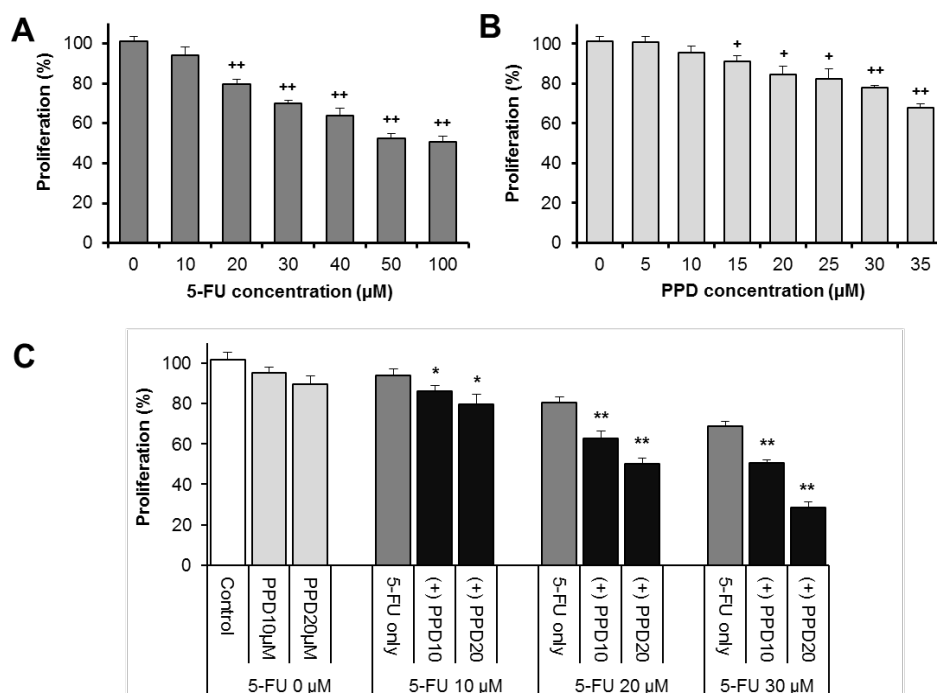 A
Proliferation (%)
100
80
60
40
20
0
++
++
++
++
++
0 10 20 30 40 50 100
5-FU concentration (µM)
B
Proliferation (%)
100
80
60
40
20
0
+
+
+
++
++
0 5 10 15 20 25 30 35
PPD concentration (µM)
C
Proliferation (%)
100
80
60
40
20
0
*
*
**
**
**
**
Control
PPD10µM
PPD20µM
5-FU only
(+) PPD10
(+) PPD20
5-FU only
(+) PPD10
(+) PPD20
5-FU only
(+) PPD10
(+) PPD20
5-FU 0 µM 5-FU 10 µM 5-FU 20 µM 5-FU 30 µM